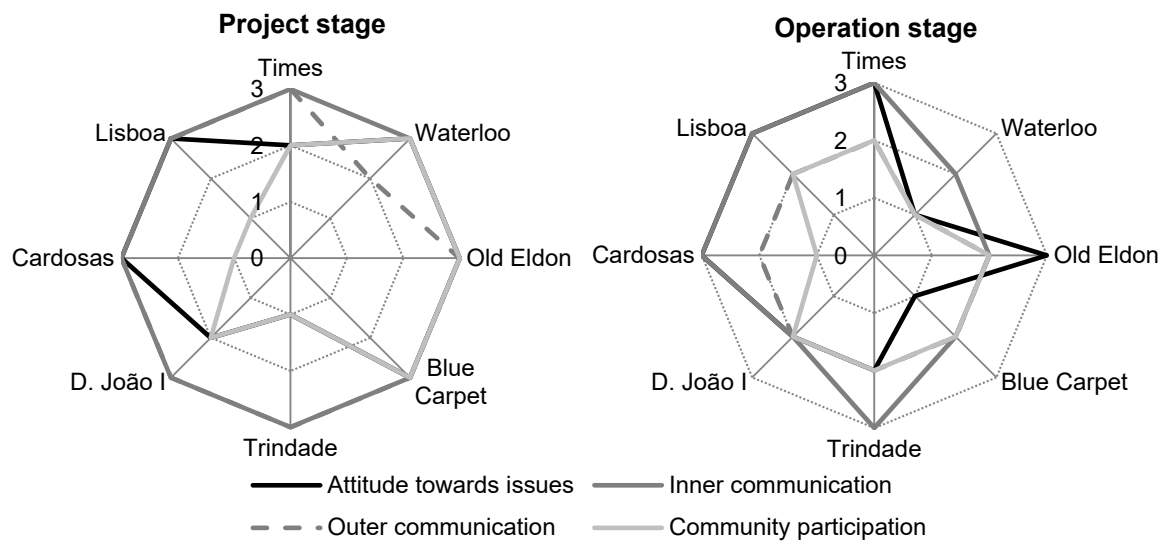 Project stage
Times
3
Lisboa
Waterloo
2
1
Cardosas
0
Old Eldon
D. João I
Blue
Carpet
Trindade
Operation stage
Times
3
Lisboa
Waterloo
2
1
Cardosas
0
Old Eldon
D. João I
Blue Carpet
Trindade
Attitude towards issues
Inner communication
Outer communication
Community participation